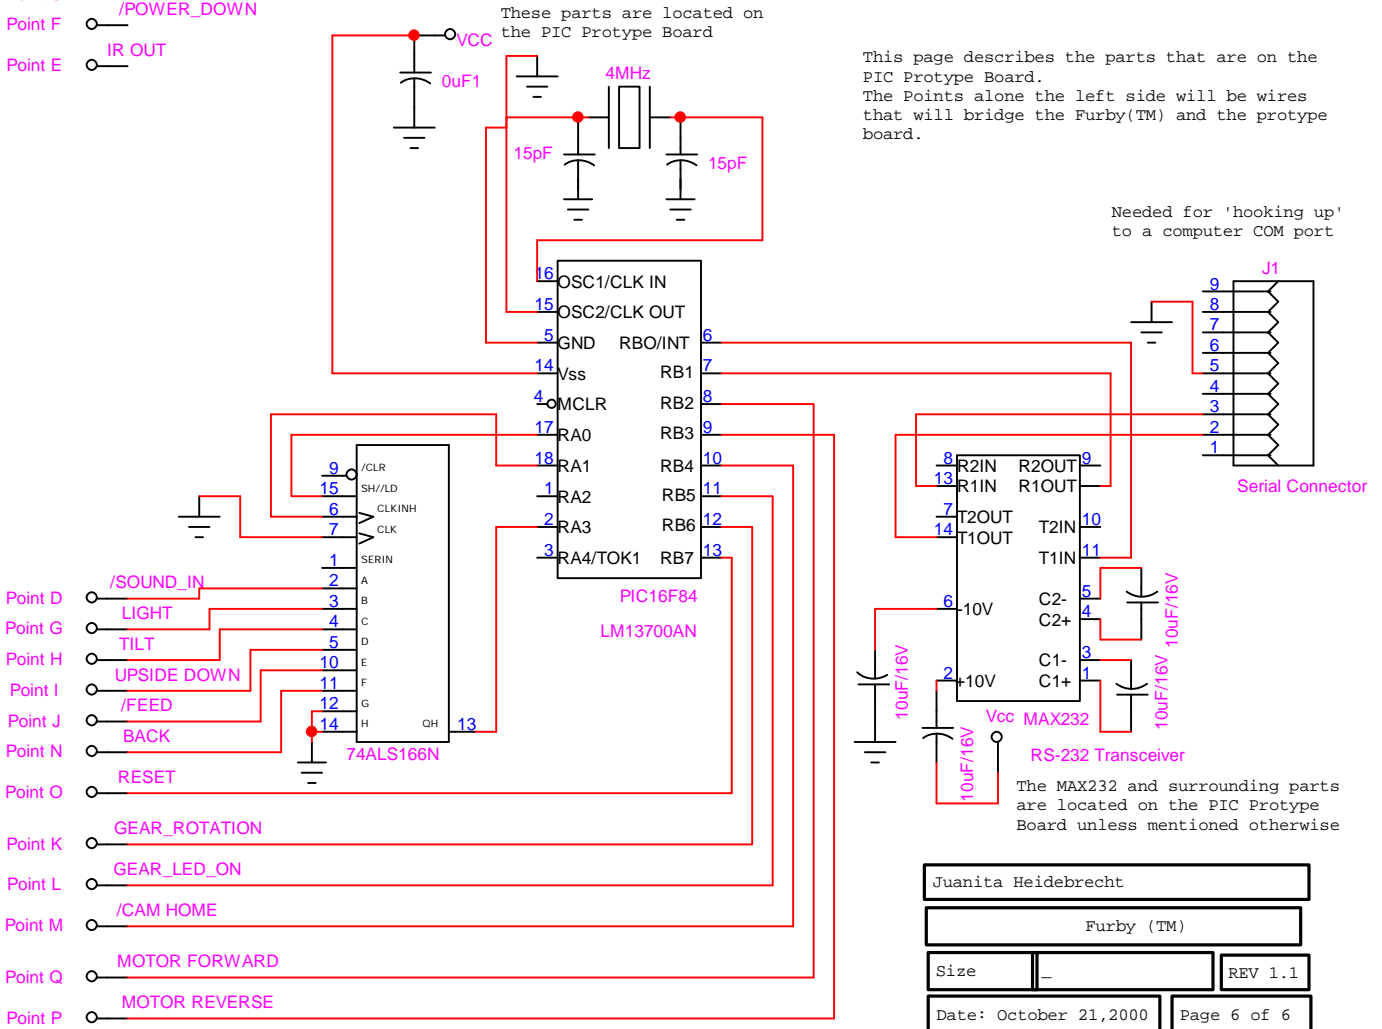 /POWER_DOWN
Point F
IR OUT
Point E
These parts are located on
the PIC Protype Board
VCC
0uF1
4MHz
15pF
15pF
This page describes the parts that are on the
PIC Protype Board.
The Points alone the left side will be wires
that will bridge the Furby(TM) and the protype
board.
Needed for 'hooking up'
to a computer COM port
J1
9
8
7
6
5
4
3
2
1
Serial Connector
16 OSC1/CLK IN
15 OSC2/CLK OUT
5 GND
14 Vss
4 MCLR
17 RA0
18 RA1
1 RA2
2 RA3
3 RA4/TOK1
RBO/INT 6
RB1 7
RB2 8
RB3 9
RB4 10
RB5 11
RB6 12
RB7 13
PIC16F84
LM13700AN
9 /CLR
15 SH//LD
6 CLKINH
7 CLK
1 SERIN
2 A
3 B
4 C
5 D
10 E
11 F
12 G
14 H
QH 13
74ALS166N
8 R2IN
13 R1IN
7 T2OUT
14 T1OUT
6 -10V
2 +10V
R2OUT 9
R1OUT
T2IN 10
T1IN 11
C2- 5
C2+ 4
C1- 3
C1+ 1
10uF/16V
10uF/16V
10uF/16V
10uF/16V
Vcc
MAX232
RS-232 Transceiver
The MAX232 and surrounding parts
are located on the PIC Protype
Board unless mentioned otherwise
Point D /SOUND_IN
Point G LIGHT
Point H TILT
Point I UPSIDE DOWN
Point J /FEED
Point N BACK
Point O RESET
Point K GEAR_ROTATION
Point L GEAR_LED_ON
Point M /CAM HOME
Point Q MOTOR FORWARD
Point P MOTOR REVERSE
Juanita Heidebrecht
Furby (TM)
Size _ REV 1.1
Date: October 21,2000 Page 6 of 6